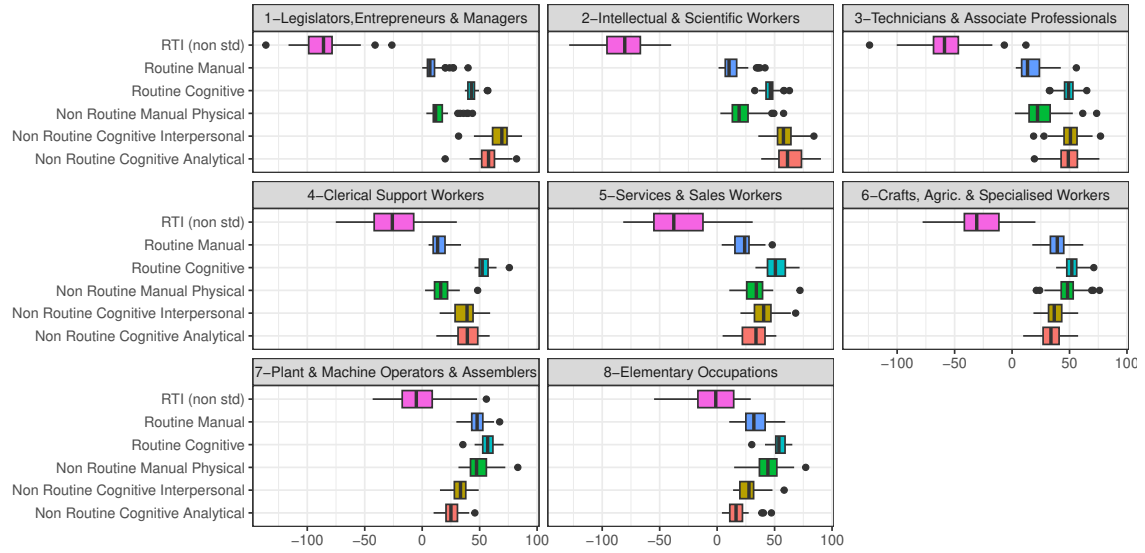 1−Legislators,Entrepreneurs & Managers
2−Intellectual & Scientific Workers
3−Technicians & Associate Professionals
RTI (non std)
Routine Manual
Routine Cognitive
Non Routine Manual Physical
Non Routine Cognitive Interpersonal
Non Routine Cognitive Analytical
4−Clerical Support Workers
5−Services & Sales Workers
6−Crafts, Agric. & Specialised Workers
RTI (non std)
Routine Manual
Routine Cognitive
Non Routine Manual Physical
Non Routine Cognitive Interpersonal
Non Routine Cognitive Analytical
−100 −50 0 50 100
7−Plant & Machine Operators & Assemblers
8−Elementary Occupations
RTI (non std)
Routine Manual
Routine Cognitive
Non Routine Manual Physical
Non Routine Cognitive Interpersonal
Non Routine Cognitive Analytical
−100 −50 0 50 100
−100 −50 0 50 100